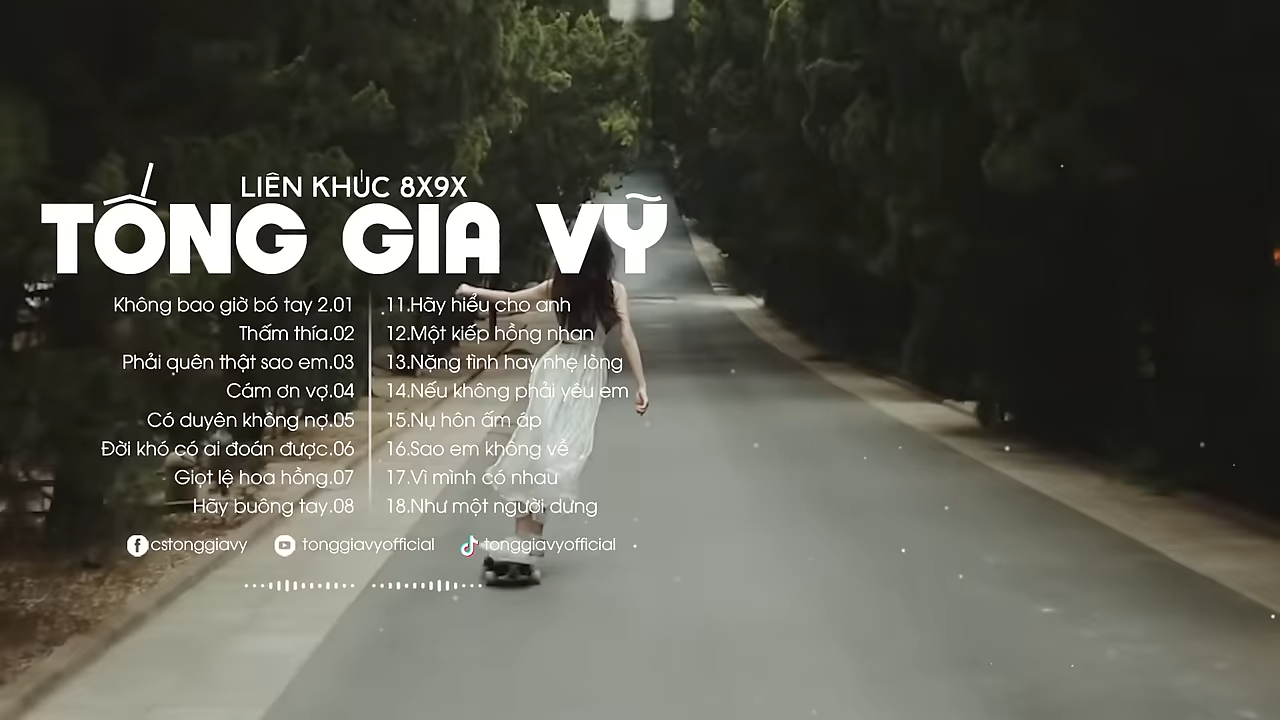 LIÊN KHÚC 8X9X
TỐNG GIA VỸ
Không bao giờ bó tay 2.01
Thấm thía.02
Phải quên thật sao em.03
Cám ơn vợ.04
Có duyên không nợ.05
Đời khó có ai đoán được.06
Giọt lệ hoa hồng.07
Hãy buông tay.08
11.Hãy hiểu cho anh
12.Một kiếp hồng nhan
13.Nặng tình hay nhẹ lòng
14.Nếu không phải yêu em
15.Nụ hôn ấm áp
16.Sao em không về
17.Vì mình có nhau
18.Như một người dưng
cstonggiavy
tonggiavyofficial
tonggiavyofficial